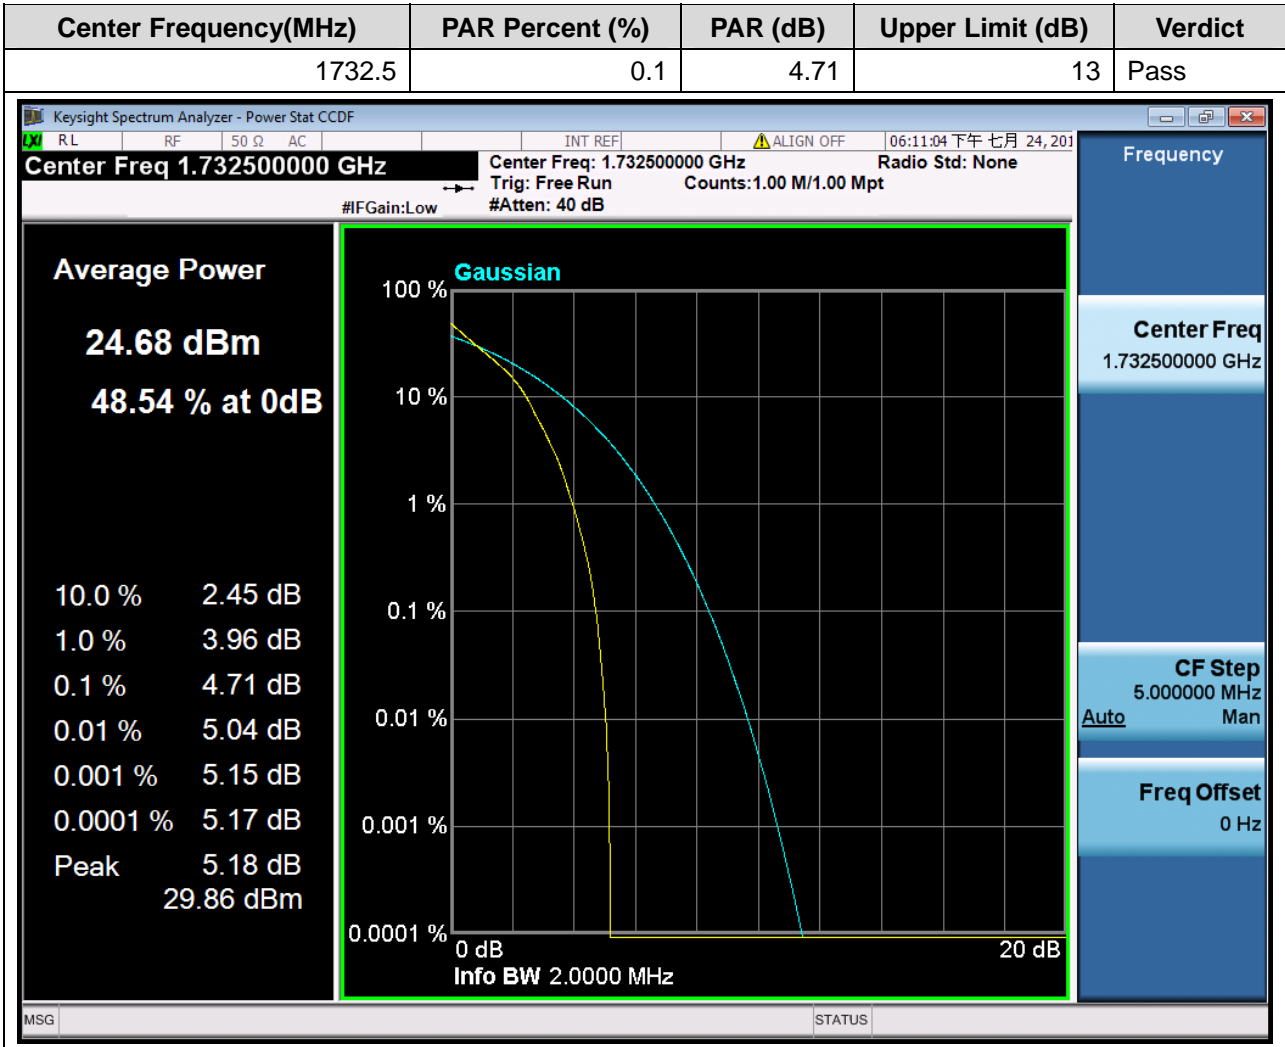 Center Frequency(MHz) PAR Percent (%) PAR (dB) Upper Limit (dB) Verdict
1732.5 0.1 4.71 13 Pass
Keysight Spectrum Analyzer - Power Stat CCDF
LXI RL RF 50 Ω AC INT REF ALIGN OFF 06:11:04 下午 七月 24, 201
Center Freq 1.732500000 GHz
Center Freq: 1.732500000 GHz Radio Std: None
Trig: Free Run Counts:1.00 M/1.00 Mpt
#IFGain:Low #Atten: 40 dB
Average Power
24.68 dBm
48.54 % at 0dB
10.0 % 2.45 dB
1.0 % 3.96 dB
0.1 % 4.71 dB
0.01 % 5.04 dB
0.001 % 5.15 dB
0.0001 % 5.17 dB
Peak 5.18 dB
29.86 dBm
Gaussian
100 %
10 %
1 %
0.1 %
0.01 %
0.001 %
0.0001 %
0 dB 20 dB
Info BW 2.0000 MHz
Frequency
Center Freq
1.732500000 GHz
CF Step
5.000000 MHz
Auto Man
Freq Offset
0 Hz
MSG STATUS